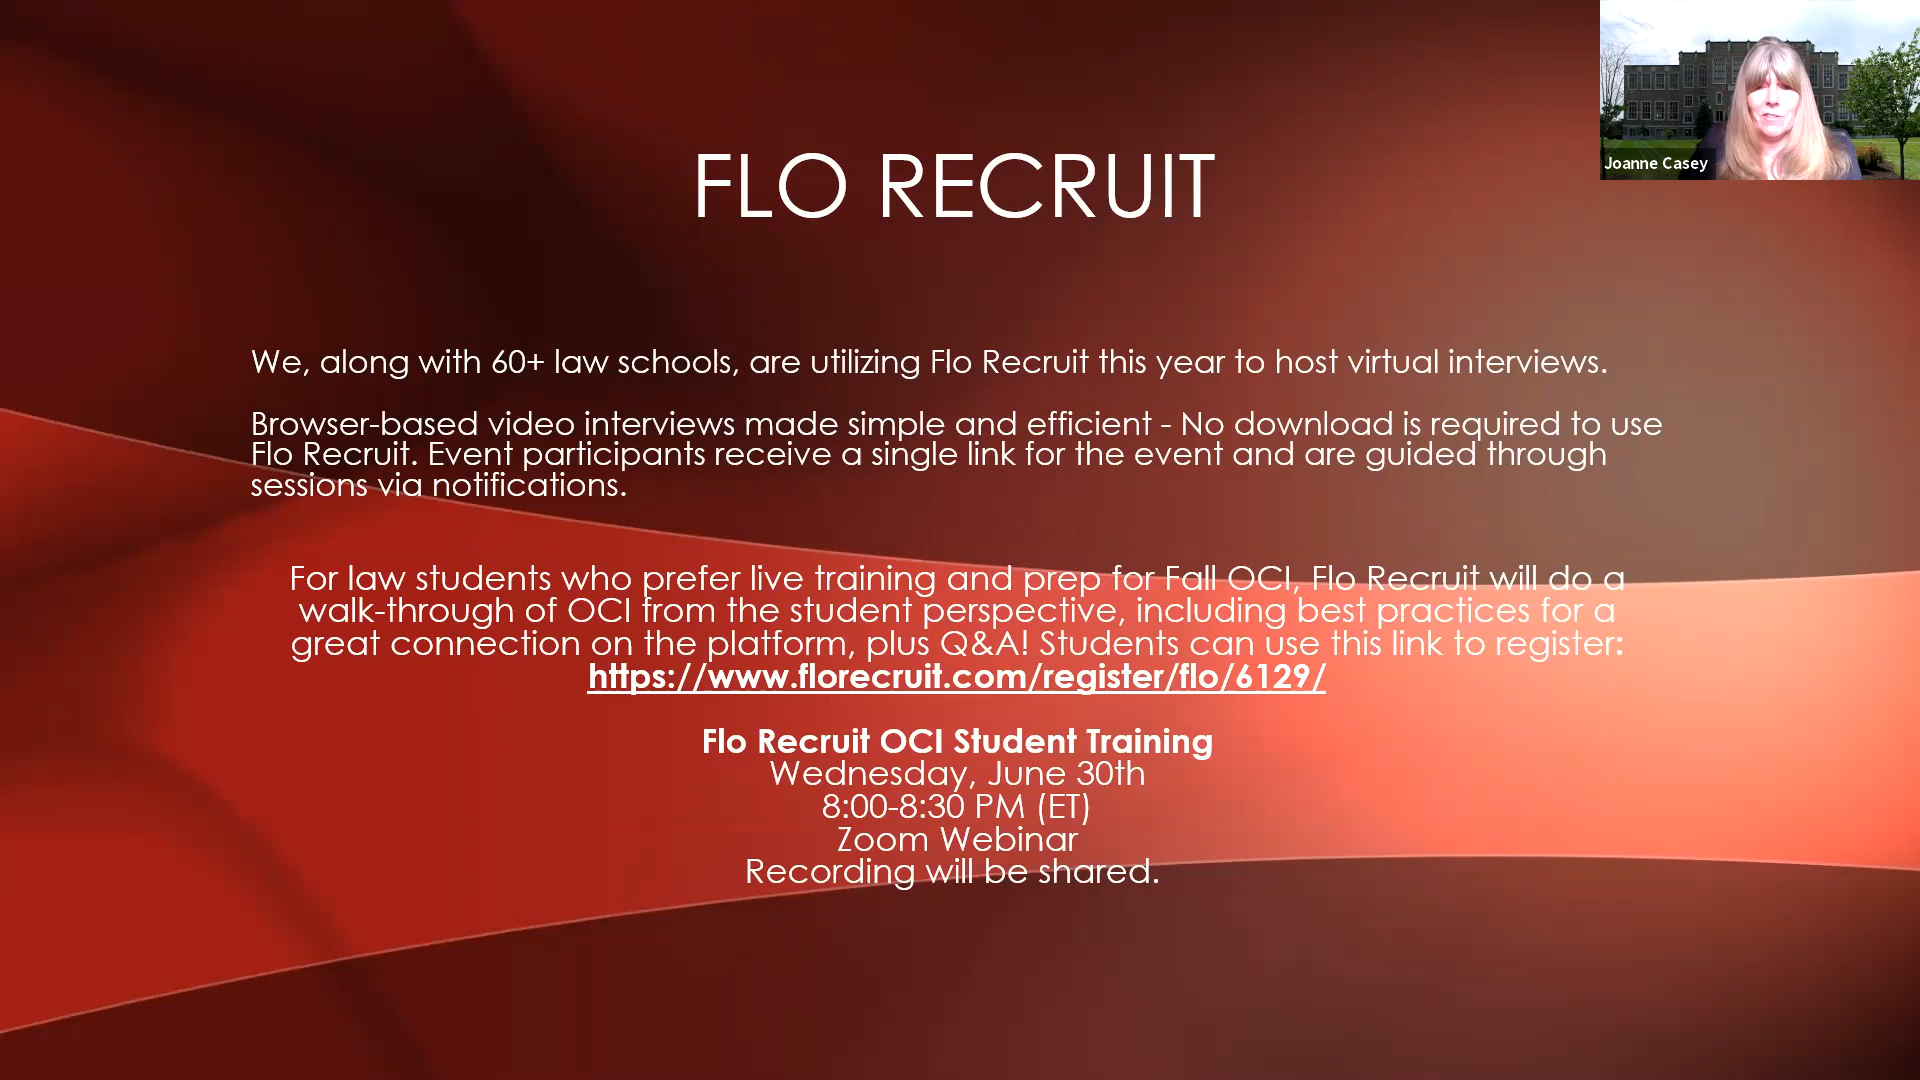 Joanne Casey
FLO RECRUIT
We, along with 60+ law schools, are utilizing Flo Recruit this year to host virtual interviews.
Browser-based video interviews made simple and efficient - No download is required to use
Flo Recruit. Event participants receive a single link for the event and are guided through
sessions via notifications.
For law students who prefer live training and prep for Fall OCI, Flo Recruit will do a
walk-through of OCI from the student perspective, including best practices for a
great connection on the platform, plus Q&A! Students can use this link to register:
https://www.florecruit.com/register/flo/6129/
Flo Recruit OCI Student Training
Wednesday, June 30th
8:00-8:30 PM (ET)
Zoom Webinar
Recording will be shared.